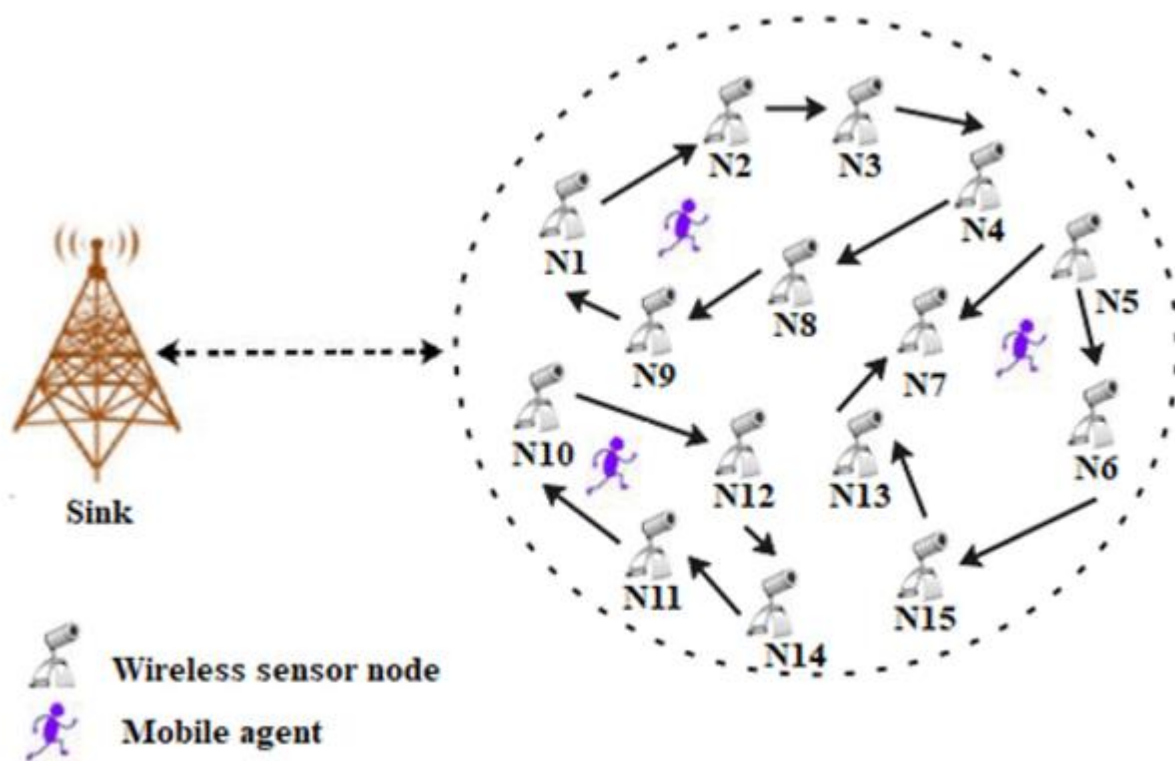 N2
N3
N1
N4
N8
N5
N9
N7
N10
N12
N13
N6
Sink
N11
N15
N14
Wireless sensor node
Mobile agent